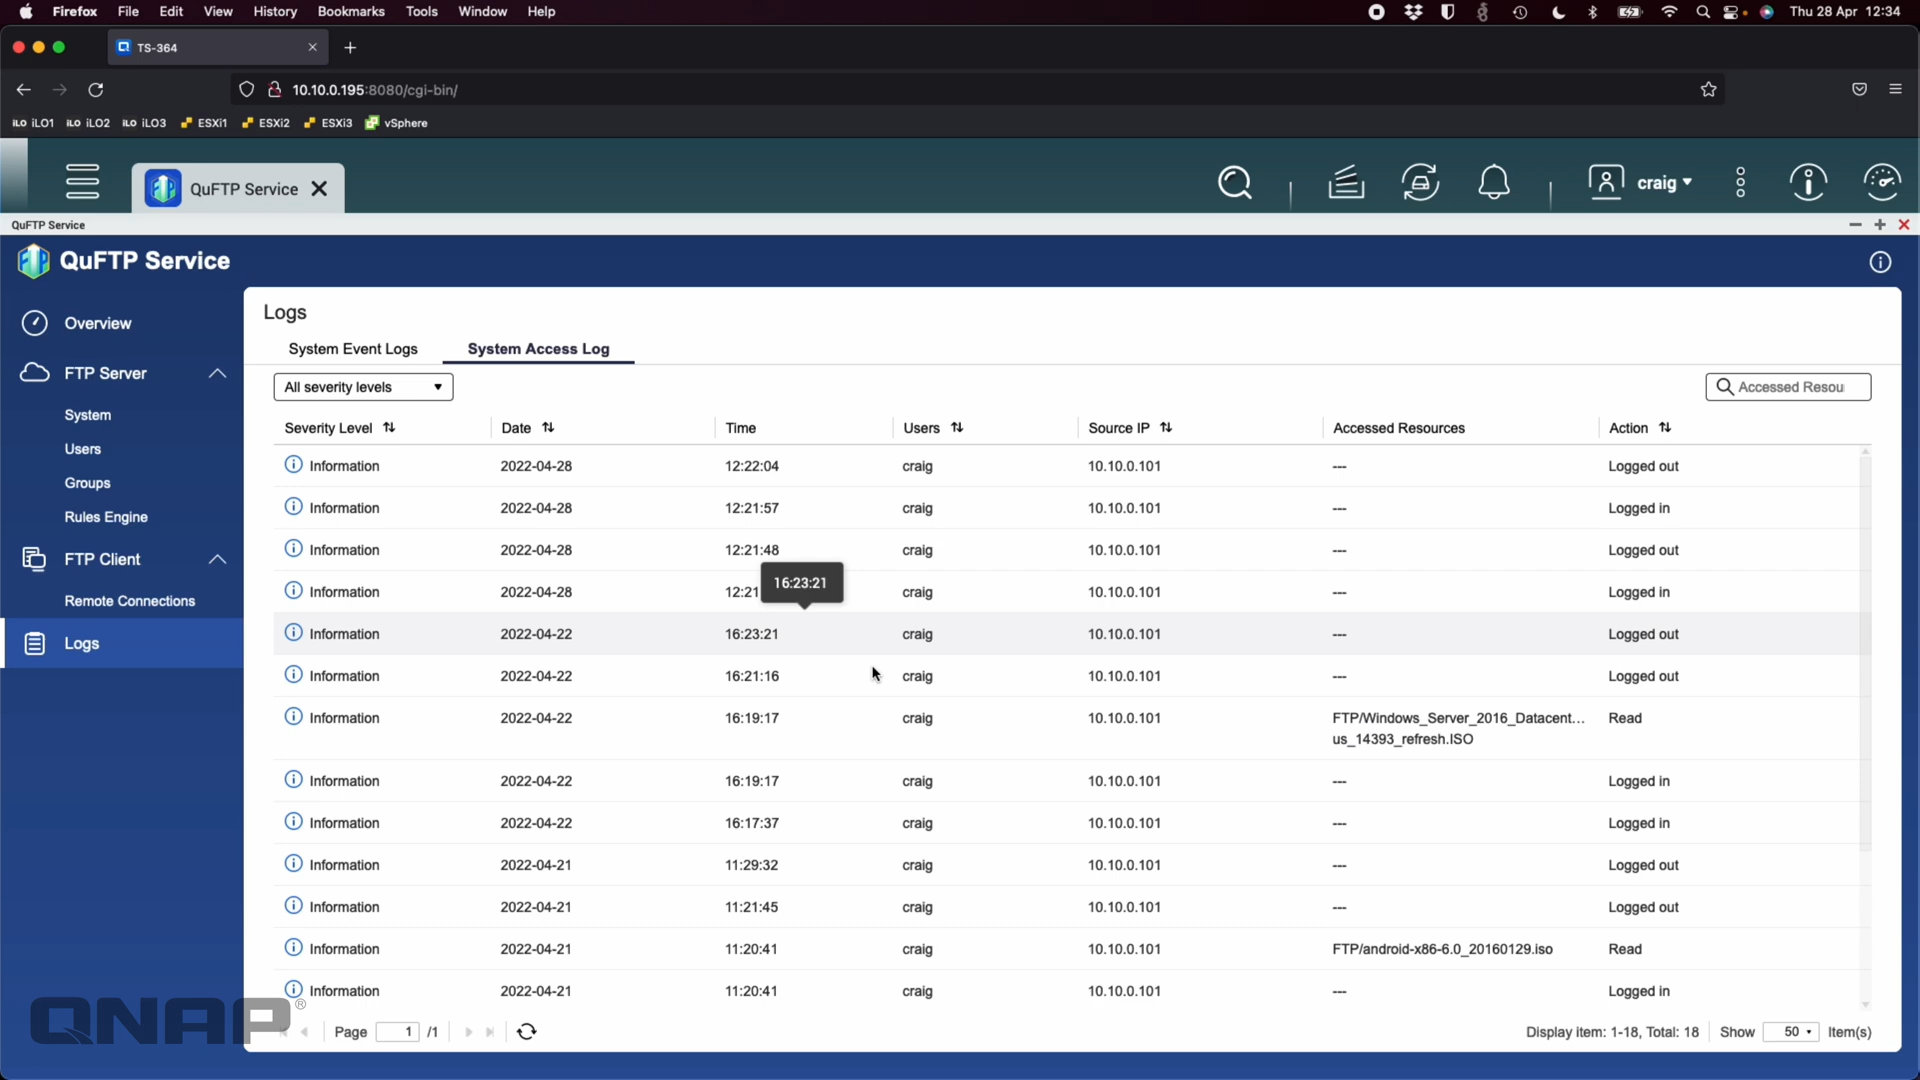 Firefox File Edit View History Bookmarks Tools Window Help Thu 28 Apr 12:34
TS-364
10.10.0.195:8080/cgi-bin/
iLO iLO1 iLO iLO2 iLO iLO3 ESXi1 ESXi2 ESXi3 vSphere
QuFTP Service craig
QuFTP Service
FTP QuFTP Service
Overview
FTP Server
System
Users
Groups
Rules Engine
FTP Client
Remote Connections
Logs
Logs
System Event Logs System Access Log
All severity levels Accessed Resou
Severity Level Date Time Users Source IP Accessed Resources Action
Information 2022-04-28 12:22:04 craig 10.10.0.101 --- Logged out
Information 2022-04-28 12:21:57 craig 10.10.0.101 --- Logged in
Information 2022-04-28 12:21:48 craig 10.10.0.101 --- Logged out
16:23:21
Information 2022-04-28 12:21 craig 10.10.0.101 --- Logged in
Information 2022-04-22 16:23:21 craig 10.10.0.101 --- Logged out
Information 2022-04-22 16:21:16 craig 10.10.0.101 --- Logged out
Information 2022-04-22 16:19:17 craig 10.10.0.101 FTP/Windows_Server_2016_Datacent... Read
us_14393_refresh.ISO
Information 2022-04-22 16:19:17 craig 10.10.0.101 --- Logged in
Information 2022-04-22 16:17:37 craig 10.10.0.101 --- Logged in
Information 2022-04-21 11:29:32 craig 10.10.0.101 --- Logged out
Information 2022-04-21 11:21:45 craig 10.10.0.101 --- Logged out
Information 2022-04-21 11:20:41 craig 10.10.0.101 FTP/android-x86-6.0_20160129.iso Read
Information 2022-04-21 11:20:41 craig 10.10.0.101 --- Logged in
Page 1 /1 Display item: 1-18, Total: 18 Show 50 Item(s)
QNAP®